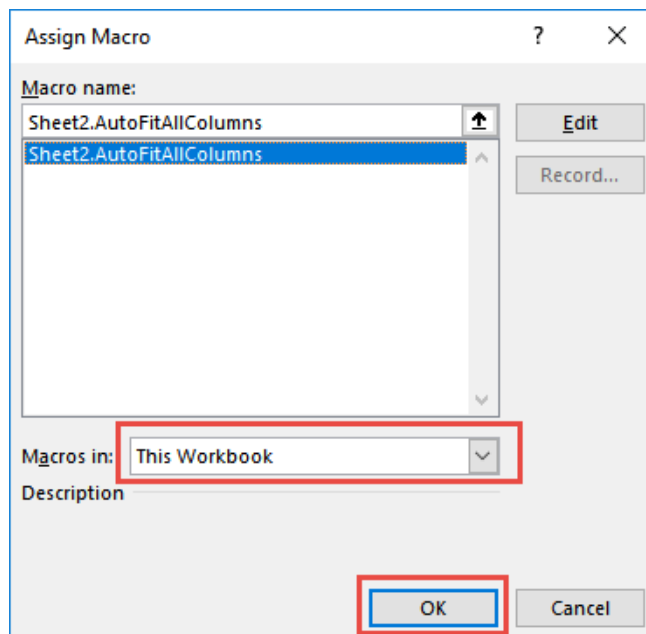 Assign Macro ?
Macro name:
Sheet2.AutoFitAllColumns
Edit
Sheet2.AutoFitAllColumns
Record...
Macros in: This Workbook
Description
OK Cancel